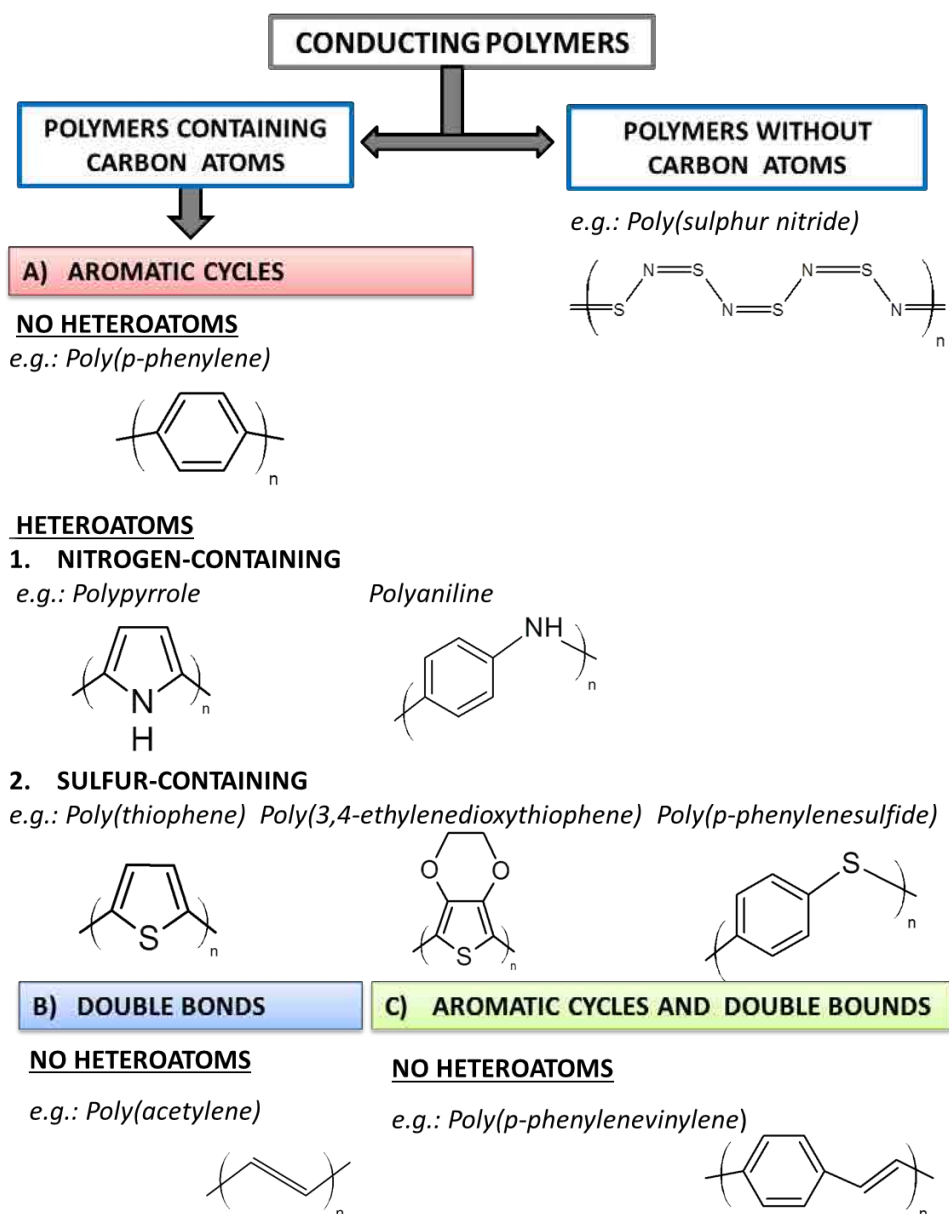 CONDUCTING POLYMERS
POLYMERS CONTAINING
CARBON ATOMS
POLYMERS WITHOUT
CARBON ATOMS
e.g.: Poly(sulphur nitride)
N S N S
S N S N
n
A) AROMATIC CYCLES
NO HETEROATOMS
e.g.: Poly(p-phenylene)
n
HETEROATOMS
1. NITROGEN-CONTAINING
e.g.: Polypyrrole Polyaniline
N
H
n
NH
n
2. SULFUR-CONTAINING
e.g.: Poly(thiophene) Poly(3,4-ethylenedioxythiophene) Poly(p-phenylenesulfide)
S
n
O O
S
n
S
n
B) DOUBLE BONDS
C) AROMATIC CYCLES AND DOUBLE BOUNDS
NO HETEROATOMS
e.g.: Poly(acetylene)
n
NO HETEROATOMS
e.g.: Poly(p-phenylenevinylene)
n